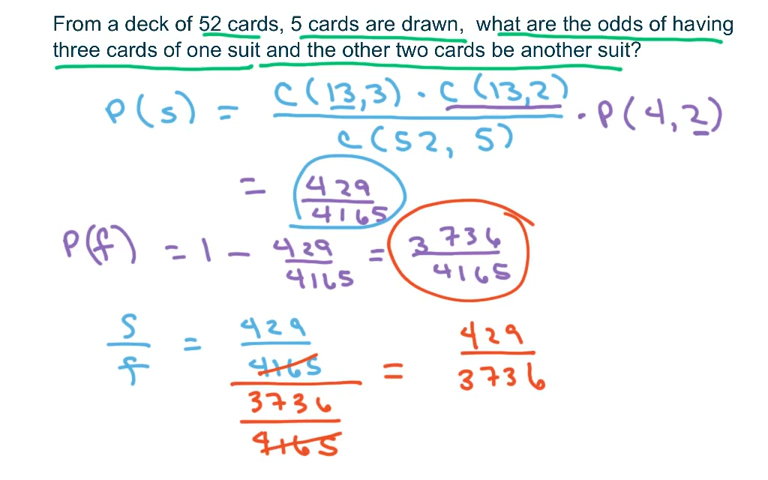 From a deck of 52 cards, 5 cards are drawn, what are the odds of having
three cards of one suit and the other two cards be another suit?
P(s) = C(13,3) · C(13,2) / C(52, 5) · P(4,2)
= 429/4165
P(f) = 1 - 429/4165 = 3736/4165
s/f = 429/4165 / 3736/4165 = 429/3736